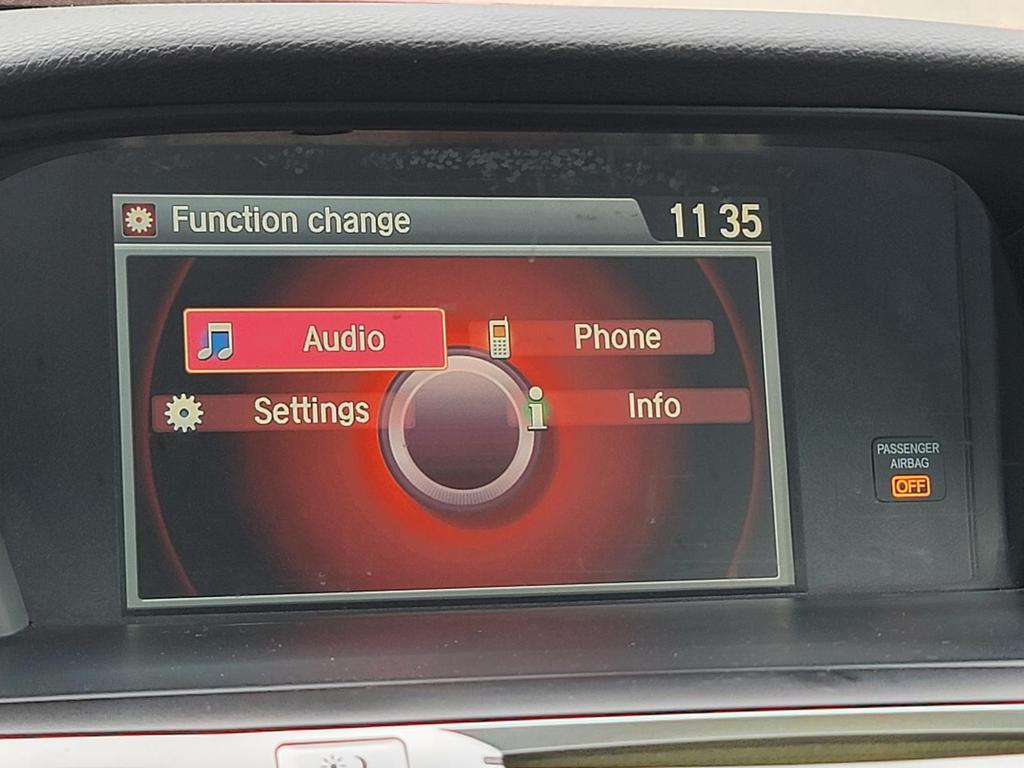 Function change
11 35
Audio
Phone
Settings
Info
PASSENGER
AIRBAG
OFF